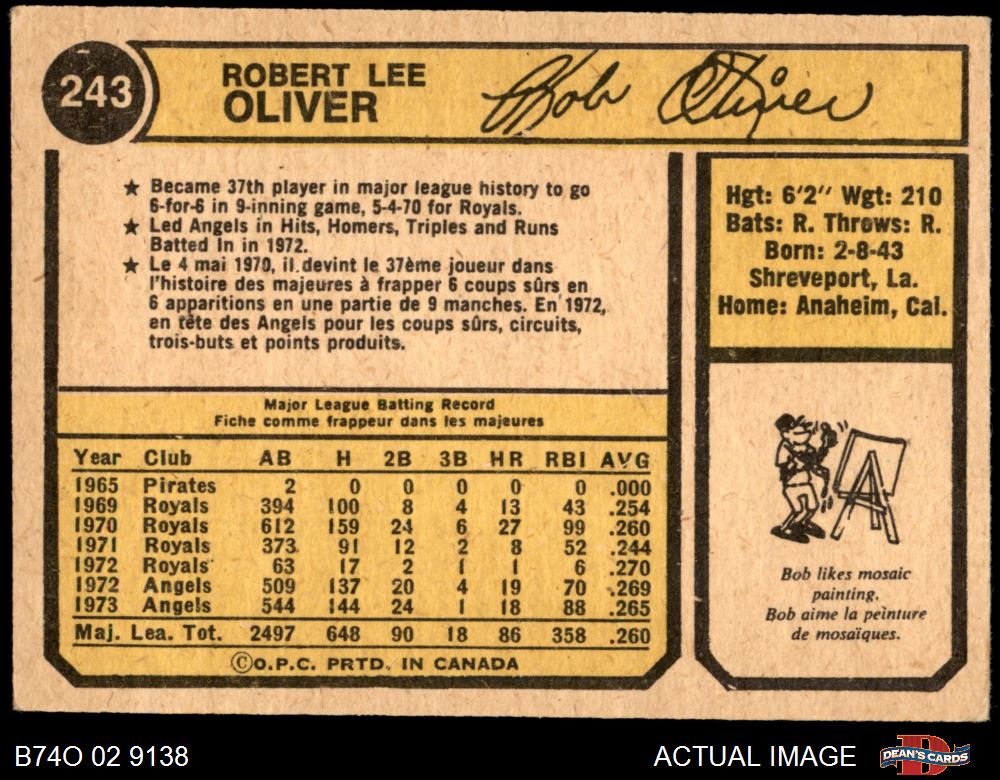 243
ROBERT LEE
OLIVER
Bob Oliver
★ Became 37th player in major league history to go
6-for-6 in 9-inning game, 5-4-70 for Royals.
★ Led Angels in Hits, Homers, Triples and Runs
Batted In in 1972.
★ Le 4 mai 1970, il devint le 37ème joueur dans
l'histoire des majeures à frapper 6 coups sûrs en
6 apparitions en une partie de 9 manches. En 1972,
en tête des Angels pour les coups sûrs, circuits,
trois-buts et points produits.
Hgt: 6'2" Wgt: 210
Bats: R. Throws: R.
Born: 2-8-43
Shreveport, La.
Home: Anaheim, Cal.
Major League Batting Record
Fiche comme frappeur dans les majeures
Year Club AB H 2B 3B HR RBI AVG
1965 Pirates 2 0 0 0 0 0 .000
1969 Royals 394 100 8 4 13 43 .254
1970 Royals 612 159 24 6 27 99 .260
1971 Royals 373 91 12 2 8 52 .244
1972 Royals 63 17 2 1 1 6 .270
1972 Angels 509 137 20 4 19 70 .269
1973 Angels 544 144 24 1 18 88 .265
Maj. Lea. Tot. 2497 648 90 18 86 358 .260
©O.P.C. PRTD. IN CANADA
Bob likes mosaic
painting.
Bob aime la peinture
de mosaïques.
B74O 02 9138
ACTUAL IMAGE
DEAN'S CARDS